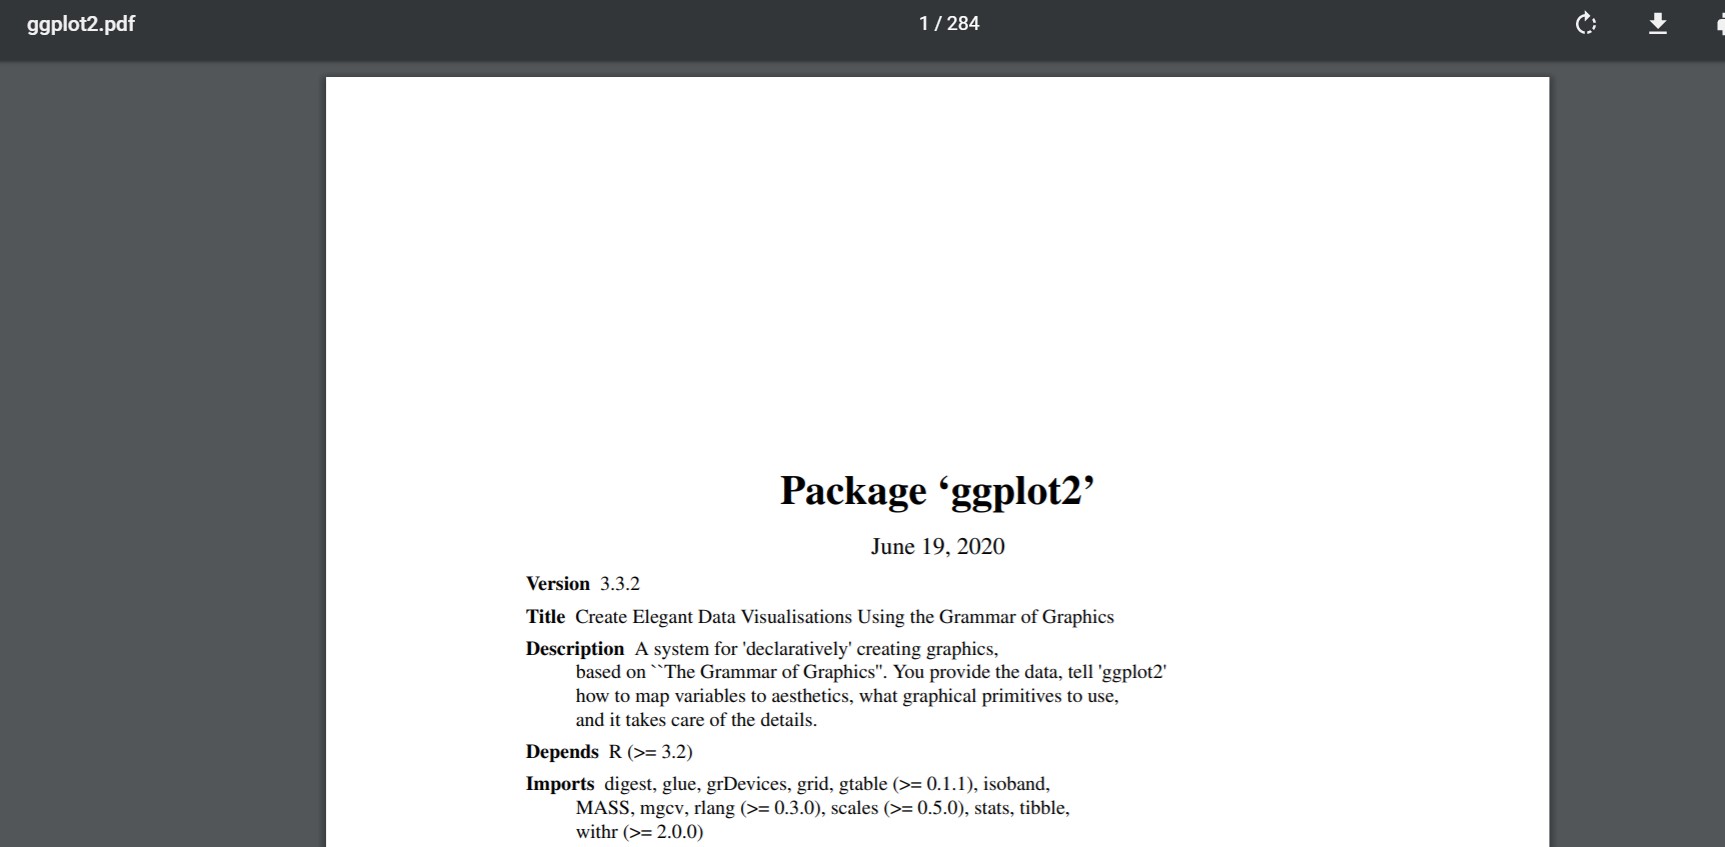 ggplot2.pdf
1 / 284
Package ‘ggplot2’
June 19, 2020
Version 3.3.2
Title Create Elegant Data Visualisations Using the Grammar of Graphics
Description A system for 'declaratively' creating graphics,
based on ``The Grammar of Graphics''. You provide the data, tell 'ggplot2'
how to map variables to aesthetics, what graphical primitives to use,
and it takes care of the details.
Depends R (>= 3.2)
Imports digest, glue, grDevices, grid, gtable (>= 0.1.1), isoband,
MASS, mgcv, rlang (>= 0.3.0), scales (>= 0.5.0), stats, tibble,
withr (>= 2.0.0)